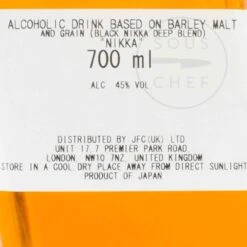 ALCOHOLIC DRINK BASED ON BARLEY MALT
AND GRAIN (BLACK NIKKA DEEP BLEND)
"NIKKA"
SOUS
CHEF
700 ml
ALC 45% VOL
DISTRIBUTED BY JFC(UK) LTD.
UNIT 17.7 PREMIER PARK ROAD,
LONDON, NW10 7NZ, UNITED KINGDOM
STORE IN A COOL DRY PLACE AWAY FROM DIRECT SUNLIGHT
PRODUCT OF JAPAN